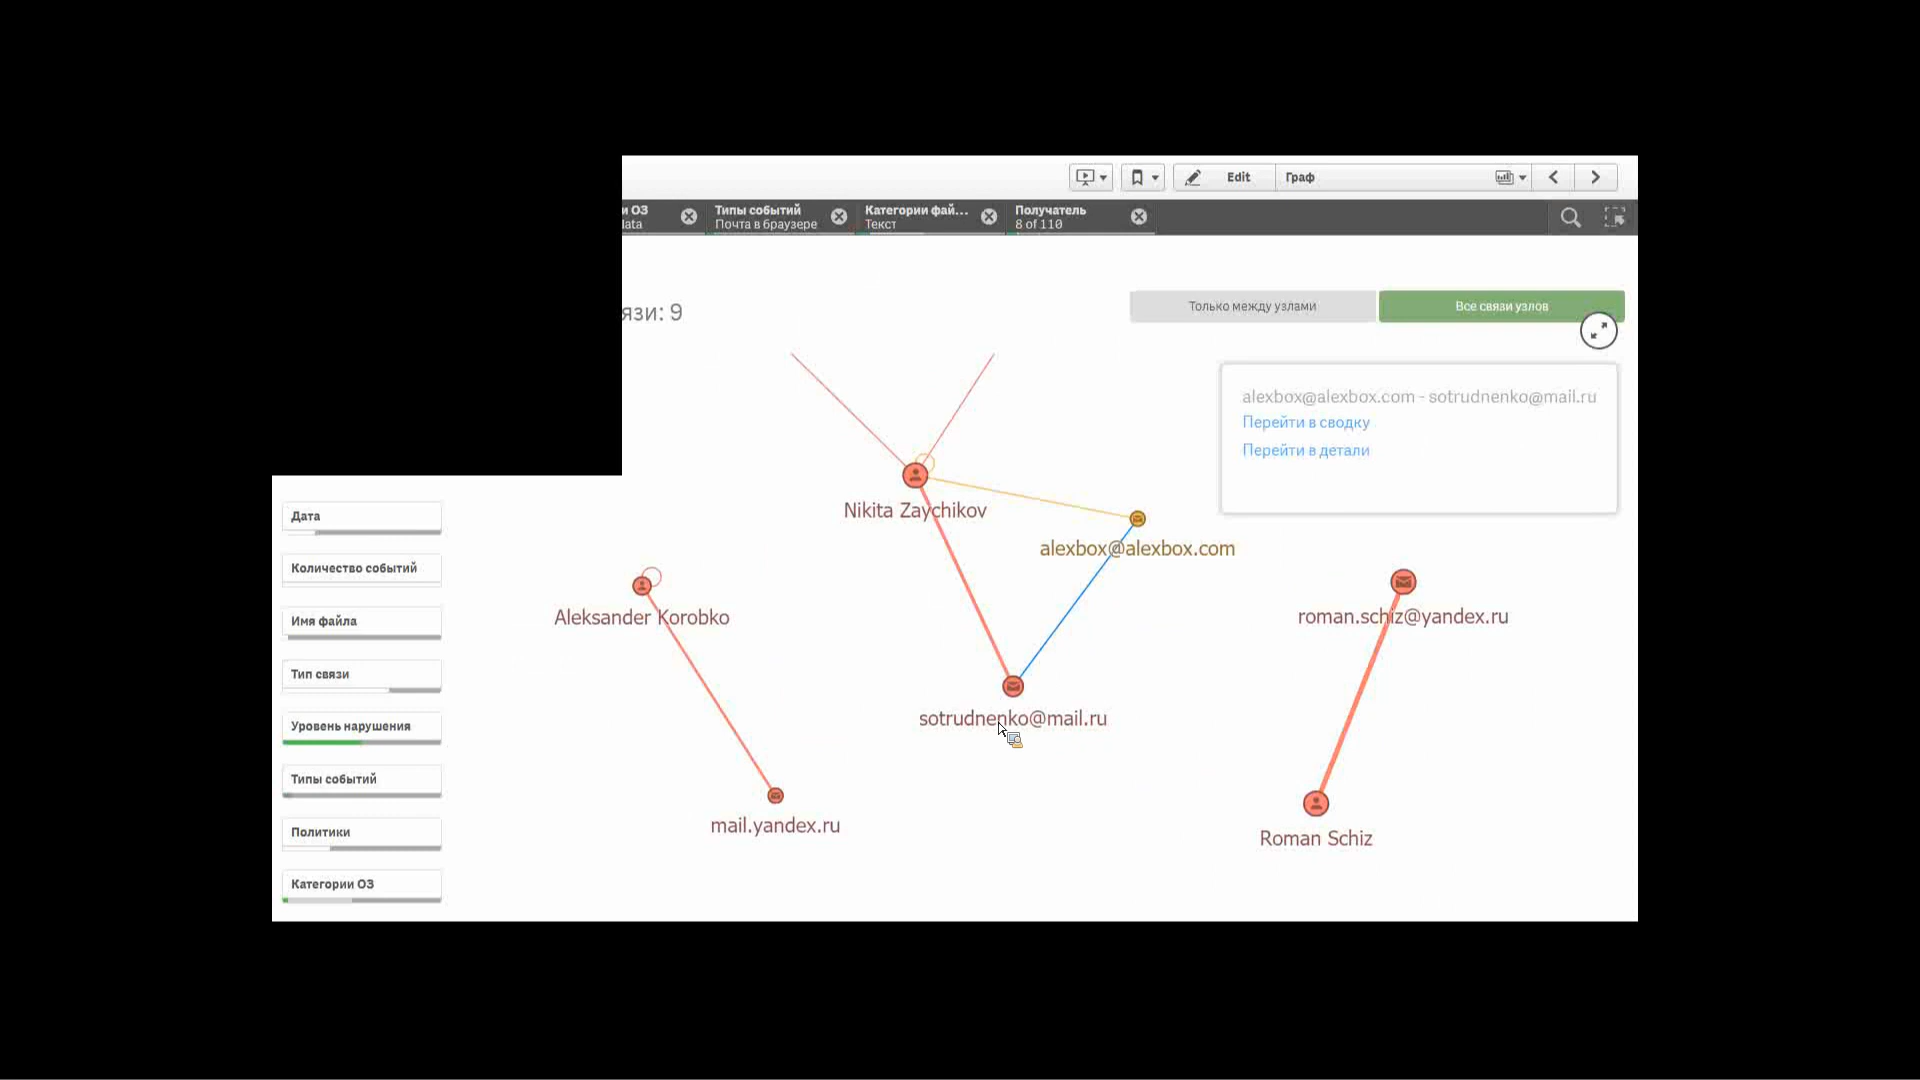 Edit
Граф
и ОЗ
Типы событий
Почта в браузере
Категории фай...
Текст
Получатель
8 of 110
язи: 9
Только между узлами
Все связи узлов
alexbox@alexbox.com - sotrudnenko@mail.ru
Перейти в сводку
Перейти в детали
Nikita Zaychikov
alexbox@alexbox.com
Aleksander Korobko
roman.schiz@yandex.ru
sotrudnenko@mail.ru
mail.yandex.ru
Roman Schiz
Дата
Количество событий
Имя файла
Тип связи
Уровень нарушения
Типы событий
Политики
Категории ОЗ